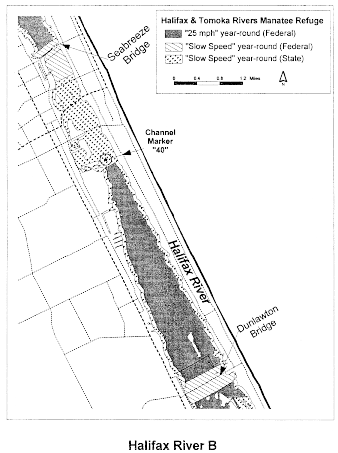 Halifax & Tomoka Rivers Manatee Refuge
"25 mph" year-round (Federal)
"Slow Speed" year-round (Federal)
"Slow Speed" year-round (State)
0 0.4 0.8 1.2 Miles
N
Seabreeze
Bridge
Channel
Marker
"40"
Halifax River
Dunlawton
Bridge
Halifax River B